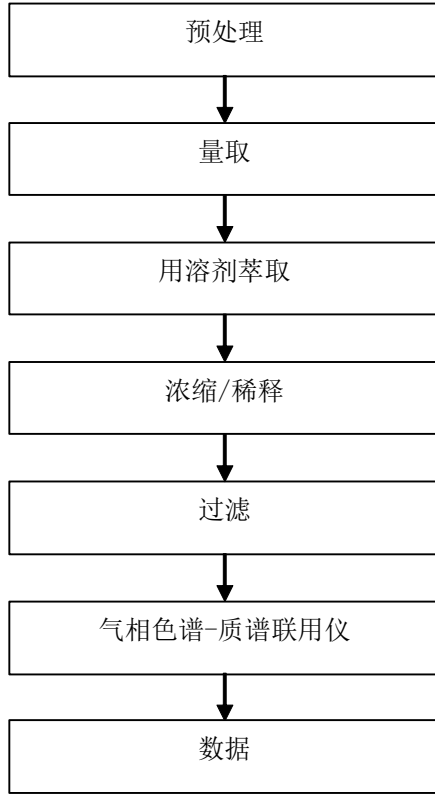 预处理
量取
用溶剂萃取
浓缩/稀释
过滤
气相色谱-质谱联用仪
数据